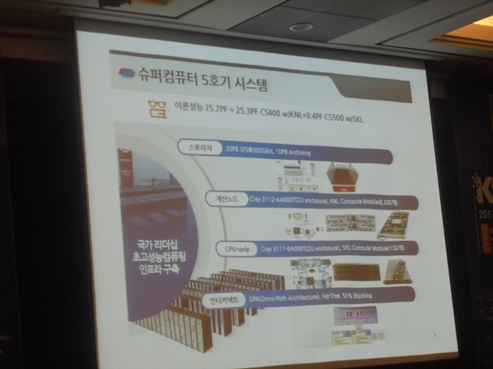 슈퍼컴퓨터 5호기 시스템
이론성능 25.7PF = 25.3PF CS400 w/KNL+0.4PF CS500 w/SKL
스토리지
20PB SFS@300GB/s, 10PB Archiving
계산노드
Cray 3112-AA000T(2U enclosure), KNL Compute Module(8,305개)
CPU-only
Cray 3111-BA000T(2U enclosure), SKL Compute Module(132개)
국가 리더십
초고성능컴퓨팅
인프라 구축
인터커넥트
OPA(Omni-Path Architecture), Fat-Tree, 50% Blocking
K
201